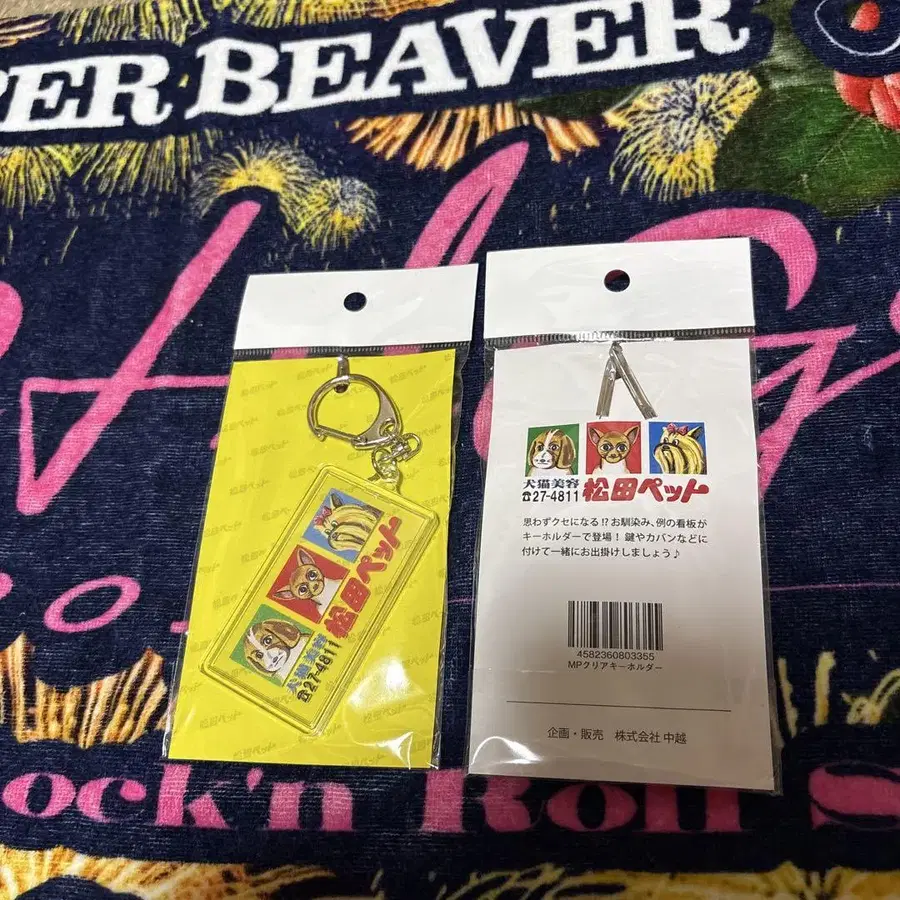 PER BEAVER
松田ペット
犬猫美容
☎27-4811
松田ペット
犬猫美容
☎27-4811 松田ペット
思わずクセになる!?お馴染み、例の看板が
キーホルダーで登場！鍵やカバンなどに
付けて一緒にお出掛けしましょう♪
4582360803355
MPクリアキーホルダー
企画・販売 株式会社 中越
ock'n Roll S